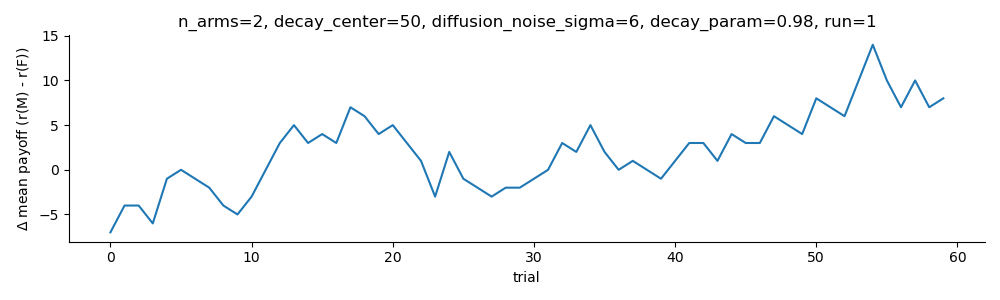 n_arms=2, decay_center=50, diffusion_noise_sigma=6, decay_param=0.98, run=1
Δ mean payoff (r(M) - r(F))
15
10
5
0
−5
0 10 20 30 40 50 60
trial